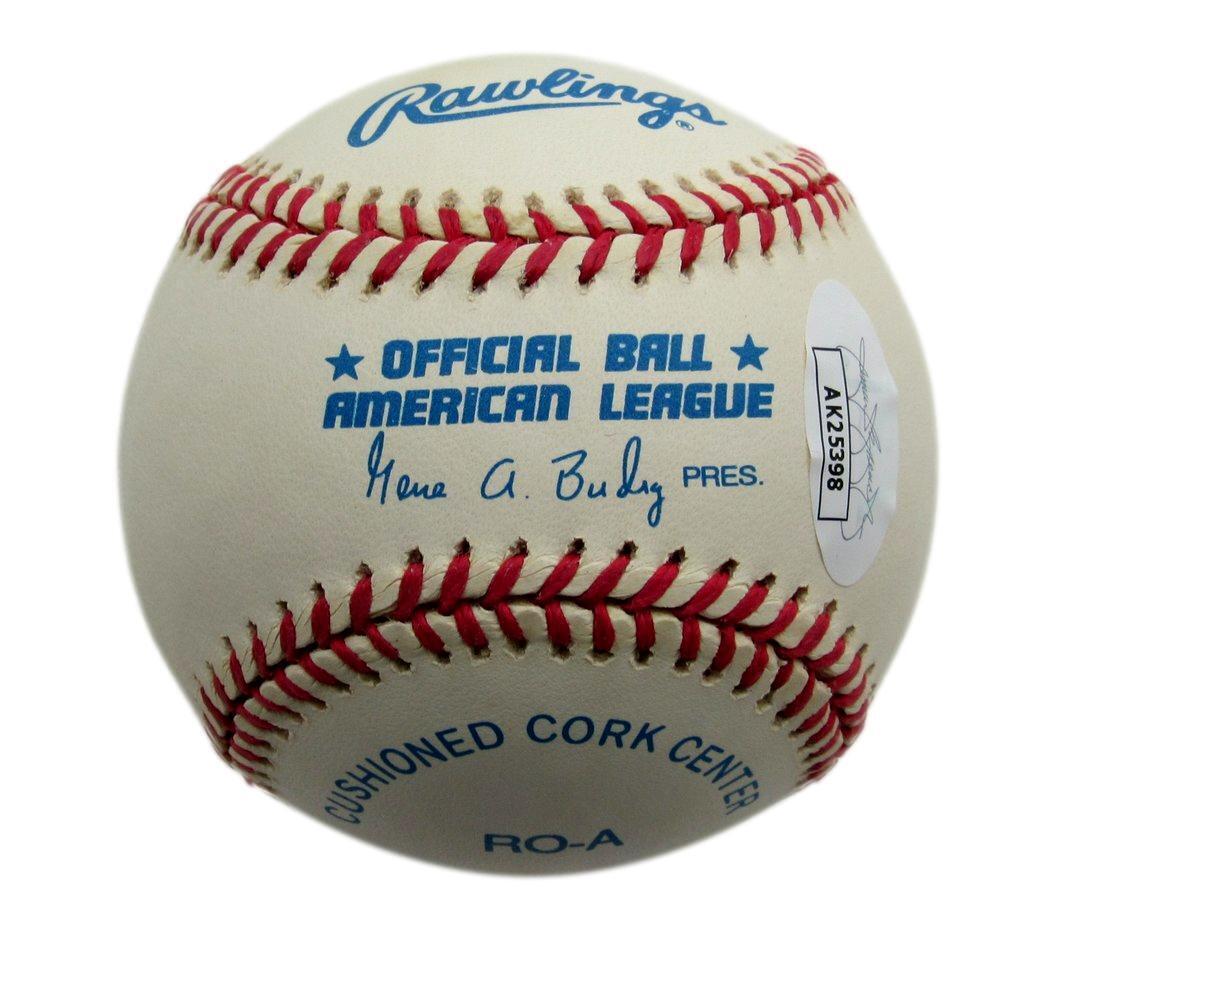 Rawlings®
★ OFFICIAL BALL ★
AMERICAN LEAGUE
Gene A. Budig PRES.
AK25398
CUSHIONED CORK CENTER
RO-A